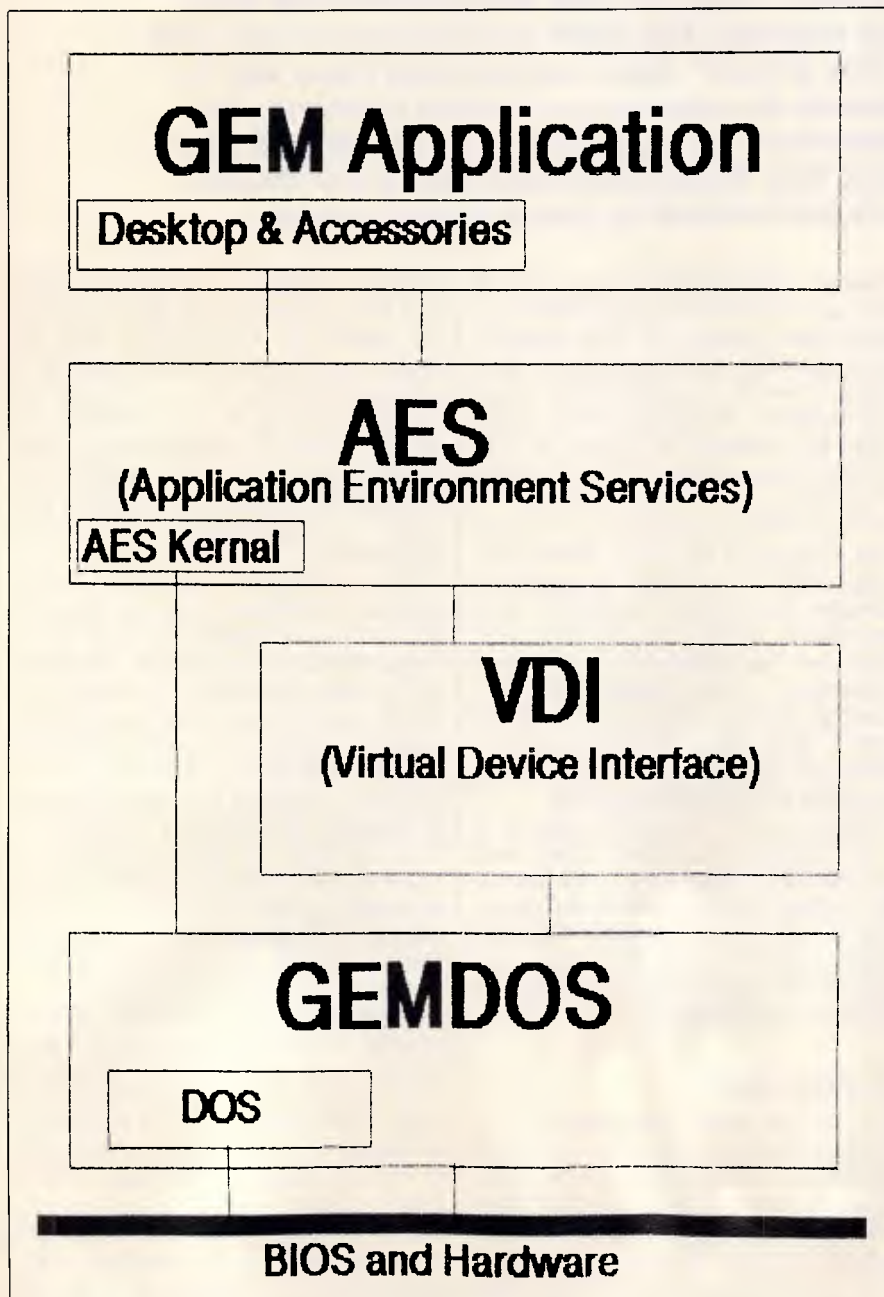 GEM Application
Desktop & Accessories
AES
(Application Environment Services)
AES Kernal
VDI
(Virtual Device Interface)
GEMDOS
DOS
BIOS and Hardware